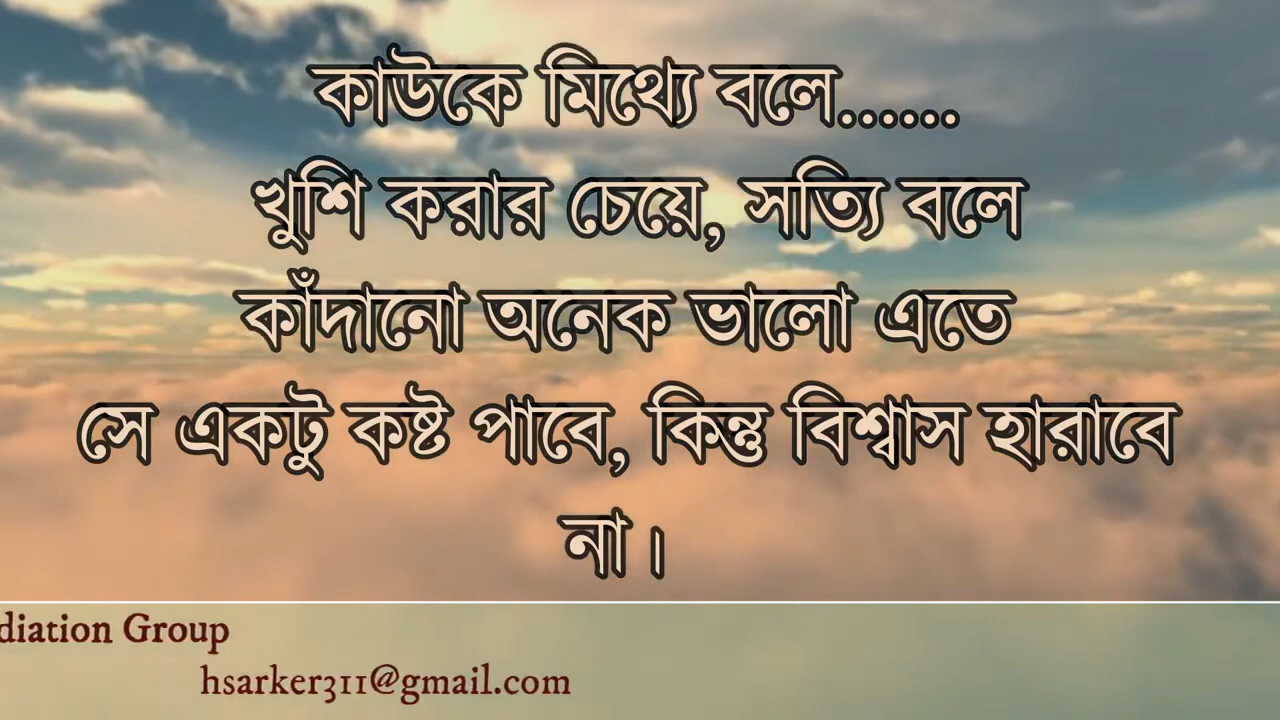 কাউকে মিথ্যে বলে......
খুশি করার চেয়ে, সত্যি বলে
কাঁদানো অনেক ভালো এতে
সে একটু কষ্ট পাবে, কিন্তু বিশ্বাস হারাবে
না।
diation Group
hsarker311@gmail.com